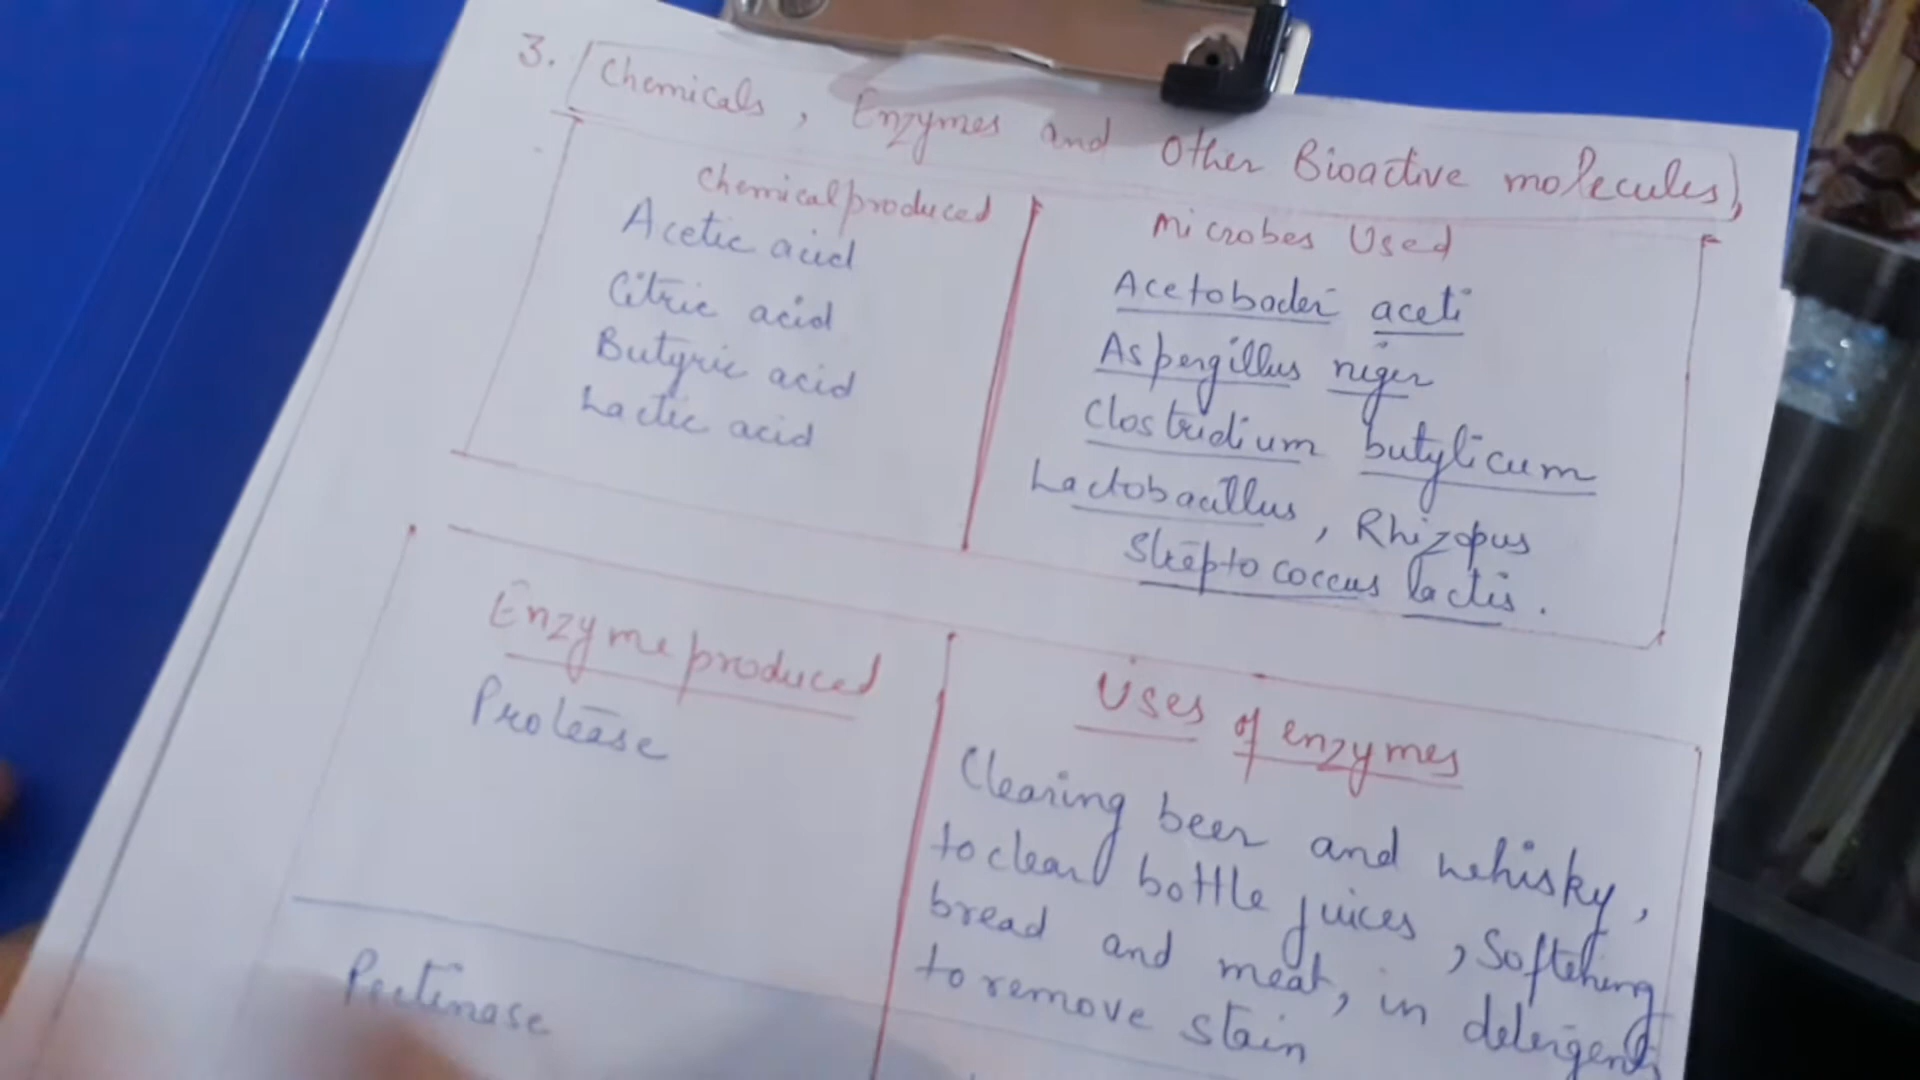 3. Chemicals, Enzymes and Other Bioactive molecules,
Chemical produced
Microbes Used
Acetic acid
Acetobacter aceti
Citric acid
Aspergillus niger
Butyric acid
Clostridium butylicum
Lactic acid
Lactobacillus, Rhizopus
Streptococcus lactis.
Enzyme produced
Uses of enzymes
Protease
Clearing beer and whisky,
to clear bottle juices, Softening
bread and meat, in detergents
to remove stain
Pectinase